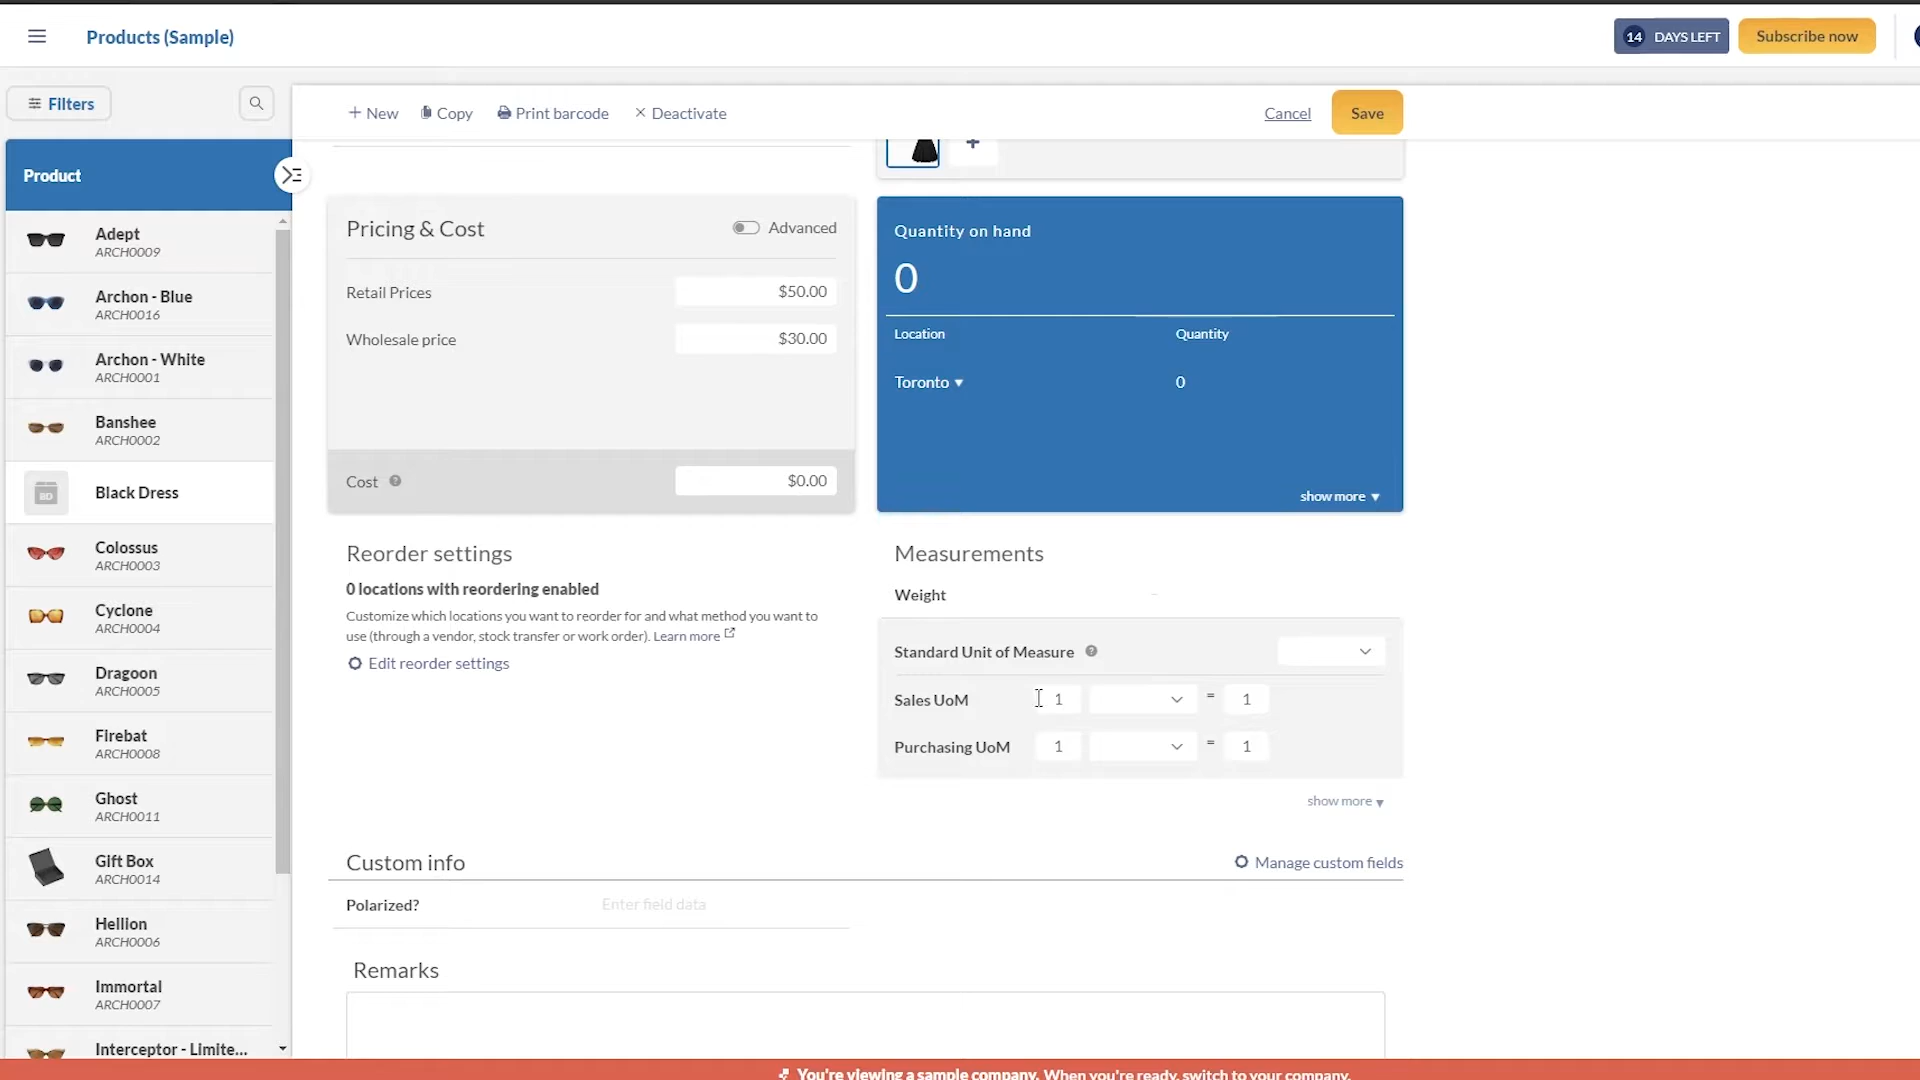 Products (Sample)
14 DAYS LEFT
Subscribe now
Filters
New
Copy
Print barcode
Deactivate
Cancel
Save
Product
Adept
ARCH0009
Archon - Blue
ARCH0016
Archon - White
ARCH0001
Banshee
ARCH0002
BD
Black Dress
Colossus
ARCH0003
Cyclone
ARCH0004
Dragoon
ARCH0005
Firebat
ARCH0008
Ghost
ARCH0011
Gift Box
ARCH0014
Hellion
ARCH0006
Immortal
ARCH0007
Interceptor - Limite...
Pricing & Cost
Advanced
Retail Prices
$50.00
Wholesale price
$30.00
Cost
$0.00
Quantity on hand
0
Location
Quantity
Toronto
0
show more
Reorder settings
0 locations with reordering enabled
Customize which locations you want to reorder for and what method you want to
use (through a vendor, stock transfer or work order). Learn more
Edit reorder settings
Measurements
Weight
Standard Unit of Measure
Sales UoM
1
=
1
Purchasing UoM
1
=
1
show more
Custom info
Manage custom fields
Polarized?
Enter field data
Remarks
You're viewing a sample company. When you're ready, switch to your company.